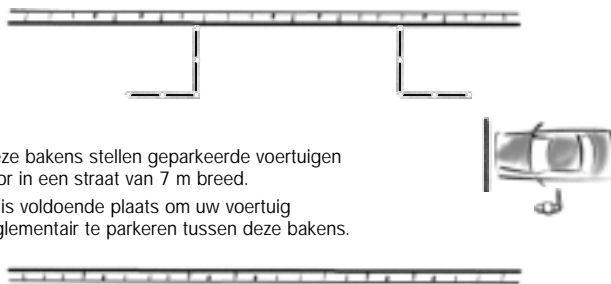 ze bakens stellen geparkeerde voertuigen
or in een straat van 7 m breed.
is voldoende plaats om uw voertuig
glementair te parkeren tussen deze bakens.